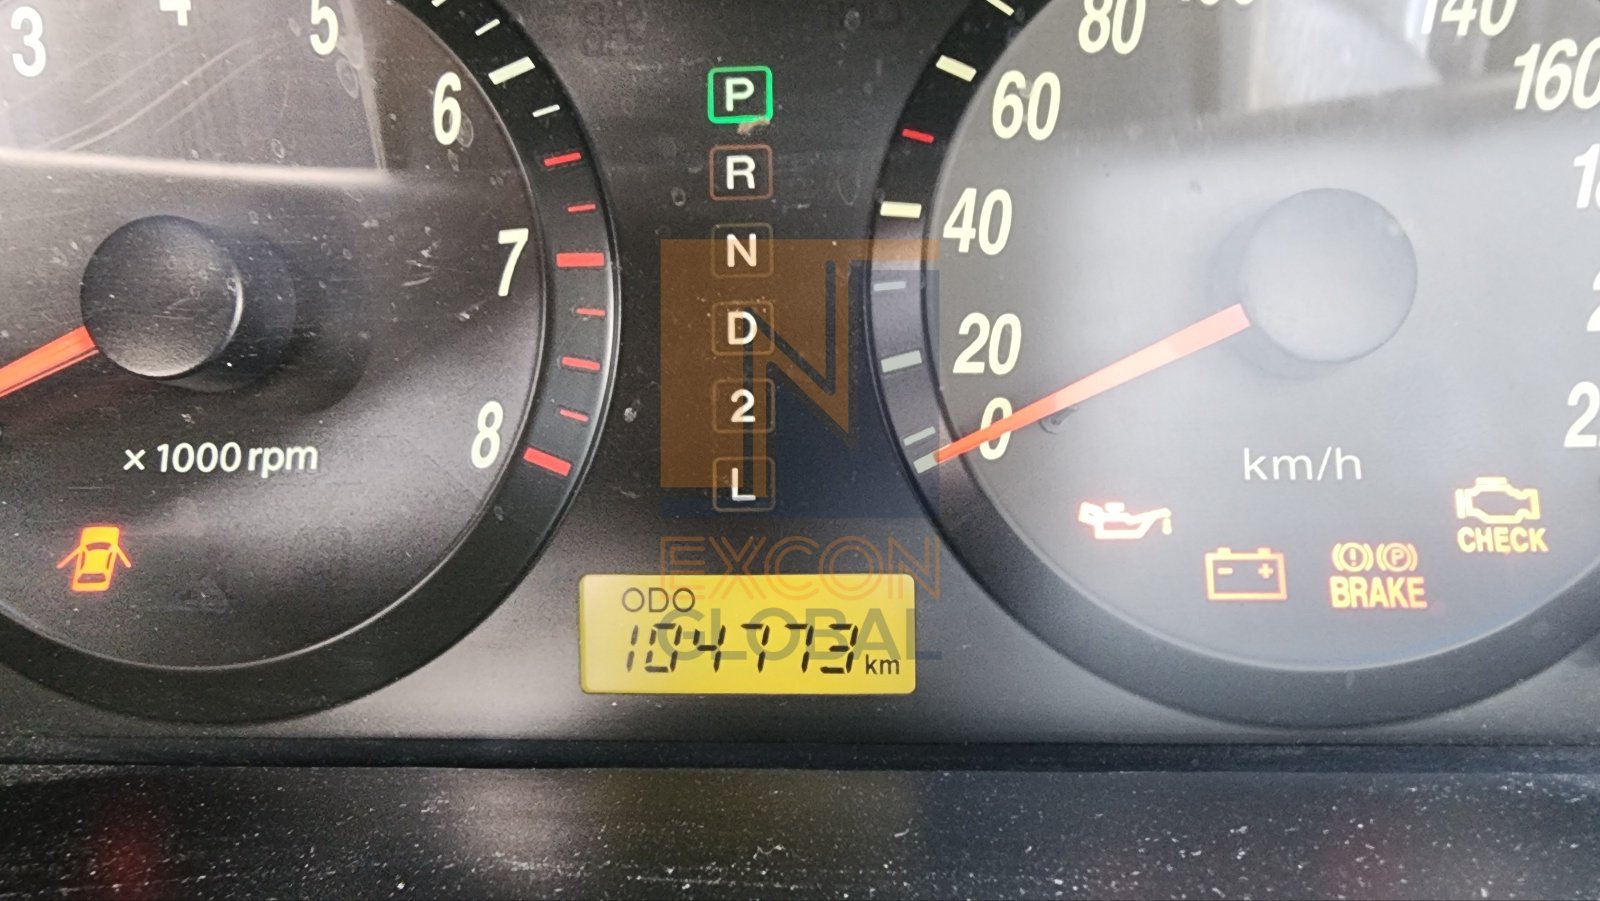 3
4
5
6
7
8
x 1000 rpm
P
R
N
D
2
L
EXCON
GLOBAL
ODO
104773 km
0
20
40
60
80
140
160
km/h
CHECK
BRAKE